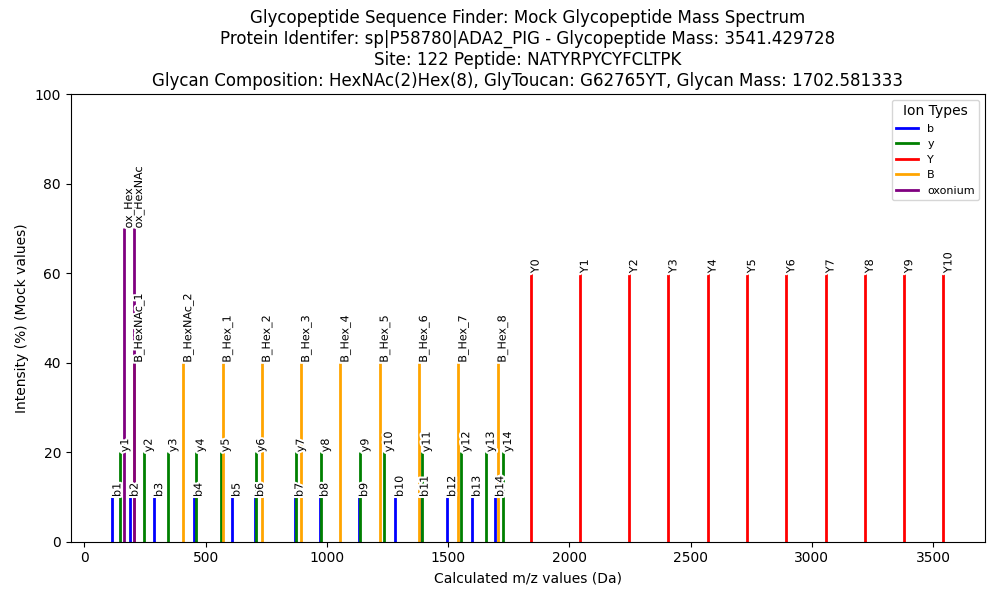 Glycopeptide Sequence Finder: Mock Glycopeptide Mass Spectrum
Protein Identifer: sp|P58780|ADA2_PIG - Glycopeptide Mass: 3541.429728
Site: 122 Peptide: NATYRPYCYFCLTPK
Glycan Composition: HexNAc(2)Hex(8), GlyToucan: G62765YT, Glycan Mass: 1702.581333
Intensity (%) (Mock values)
100
80
60
40
20
0
Ion Types
b
y
Y
B
oxonium
ox_Hex
ox_HexNAc
Y0
Y1
Y2
Y3
Y4
Y5
Y6
Y7
Y8
Y9
Y10
B_HexNAc_1
B_HexNAc_2
B_Hex_1
B_Hex_2
B_Hex_3
B_Hex_4
B_Hex_5
B_Hex_6
B_Hex_7
B_Hex_8
y1
y2
y3
y4
y5
y6
y7
y8
y9
y10
y11
y12
y13
y14
b1
b2
b3
b4
b5
b6
b7
b8
b9
b10
b11
b12
b13
b14
0
500
1000
1500
2000
2500
3000
3500
Calculated m/z values (Da)